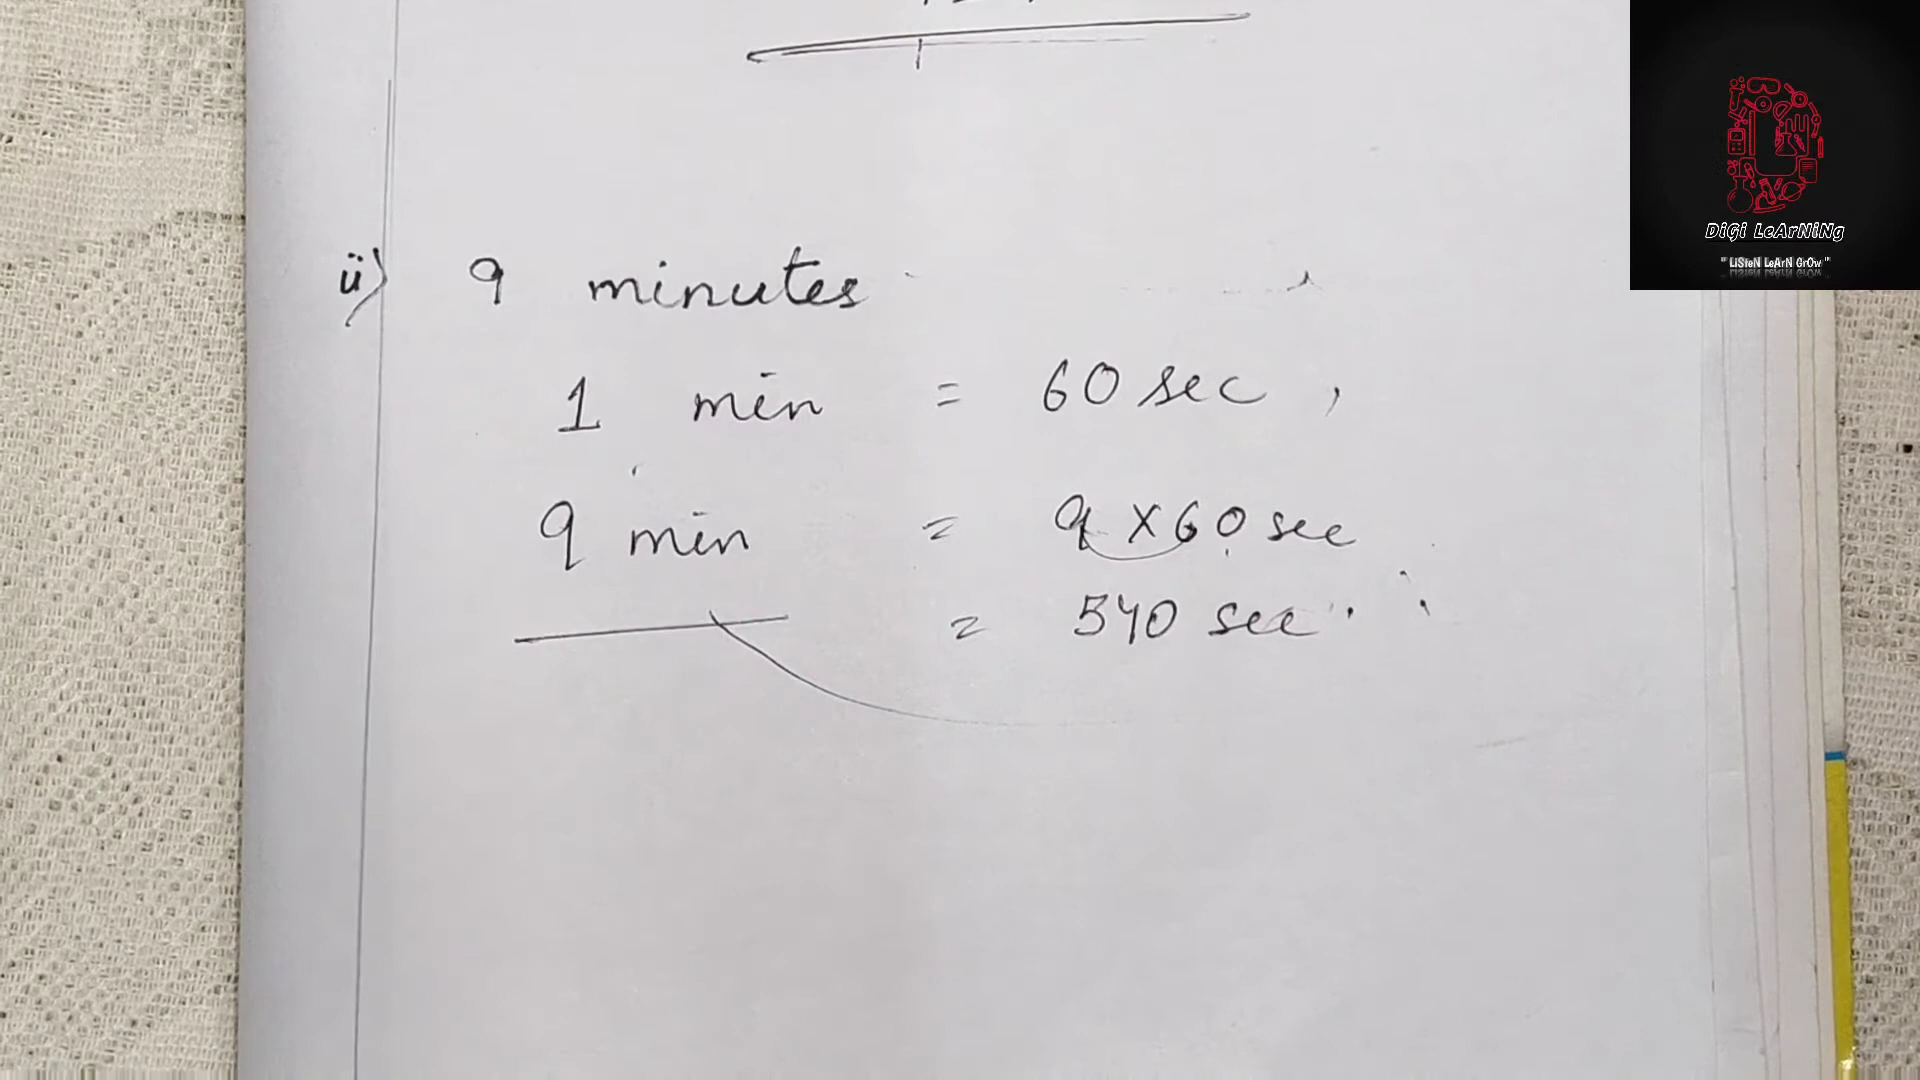 ii) 9 minutes
1 min = 60 sec,
9 min = 9 X 60 sec
= 540 sec.
DiGi LeArNiNg
" LiSteN LeArN GrOw "